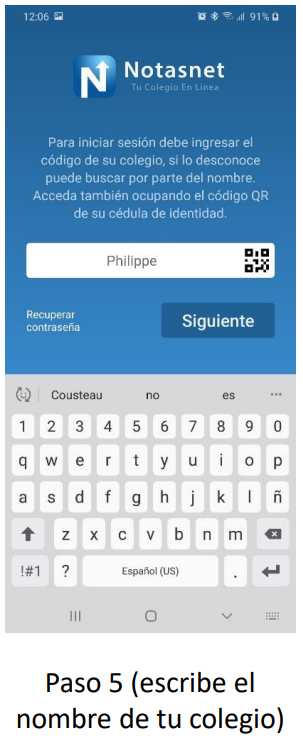 12:06 91%
Notasnet
Tu Colegio En Linea
Para iniciar sesión debe ingresar el
código de su colegio, si lo desconoce
puede buscar por parte del nombre.
Acceda también ocupando el código QR
de su cédula de identidad.
Philippe
Recuperar
contraseña
Siguiente
Cousteau no es ...
1 2 3 4 5 6 7 8 9 0
q w e r t y u i o p
a s d f g h j k l ñ
z x c v b n m
!#1 ? Español (US) .
Paso 5 (escribe el
nombre de tu colegio)